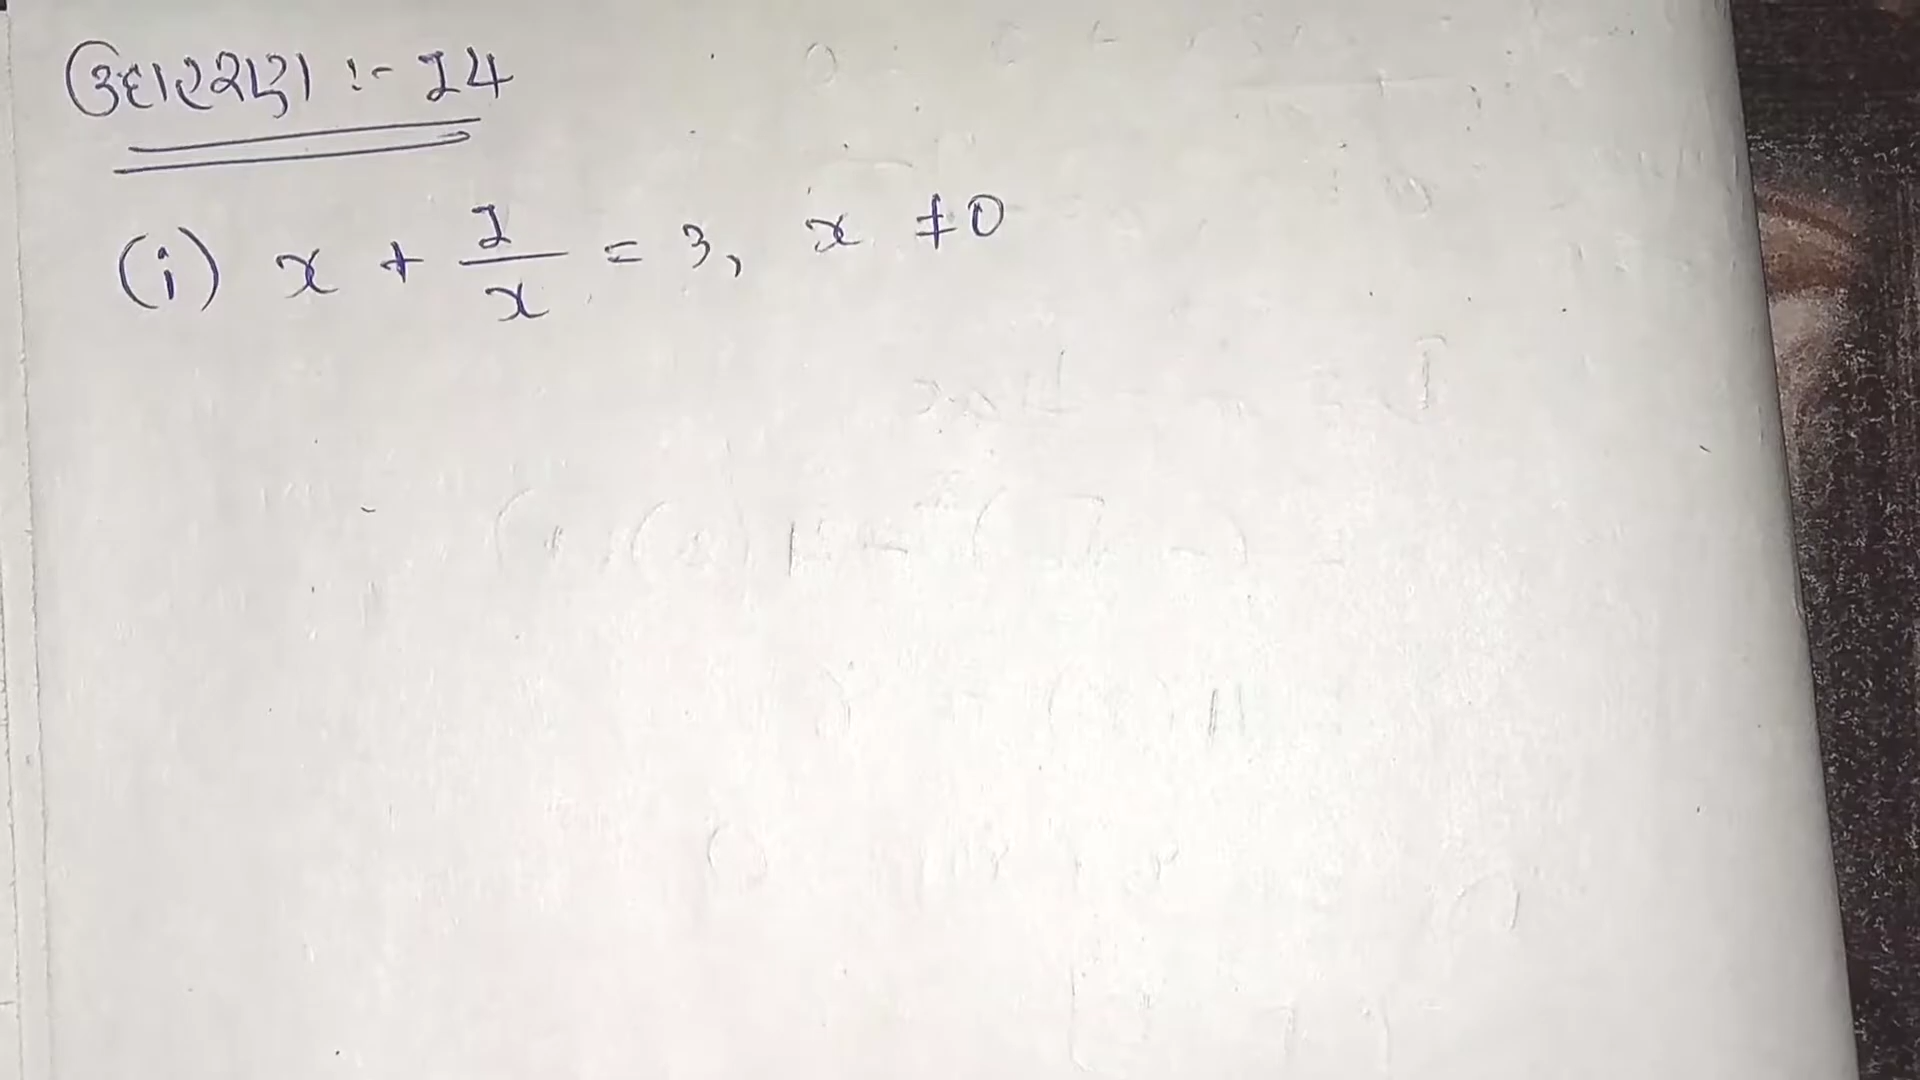 ઉદાહરણ :- 14
(i) x + 1/x = 3, x ≠ 0